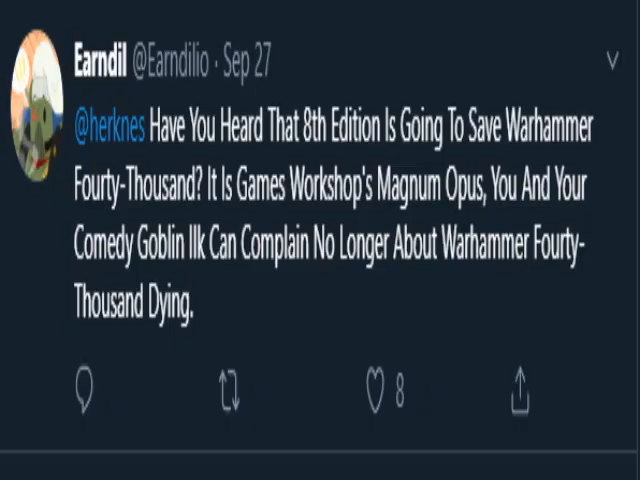 Earndil @Earndilio · Sep 27
@herknes Have You Heard That 8th Edition Is Going To Save Warhammer
Fourty-Thousand? It Is Games Workshop's Magnum Opus, You And Your
Comedy Goblin Ilk Can Complain No Longer About Warhammer Fourty-
Thousand Dying.
8